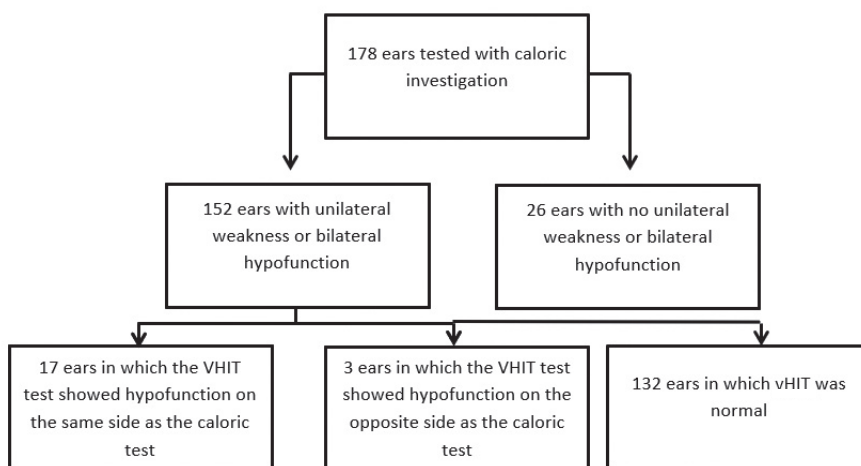 178 ears tested with caloric
investigation
152 ears with unilateral
weakness or bilateral
hypofunction
26 ears with no unilateral
weakness or bilateral
hypofunction
17 ears in which the VHIT
test showed hypofunction on
the same side as the caloric
test
3 ears in which the VHIT test
showed hypofunction on the
opposite side as the caloric
test
132 ears in which vHIT was
normal